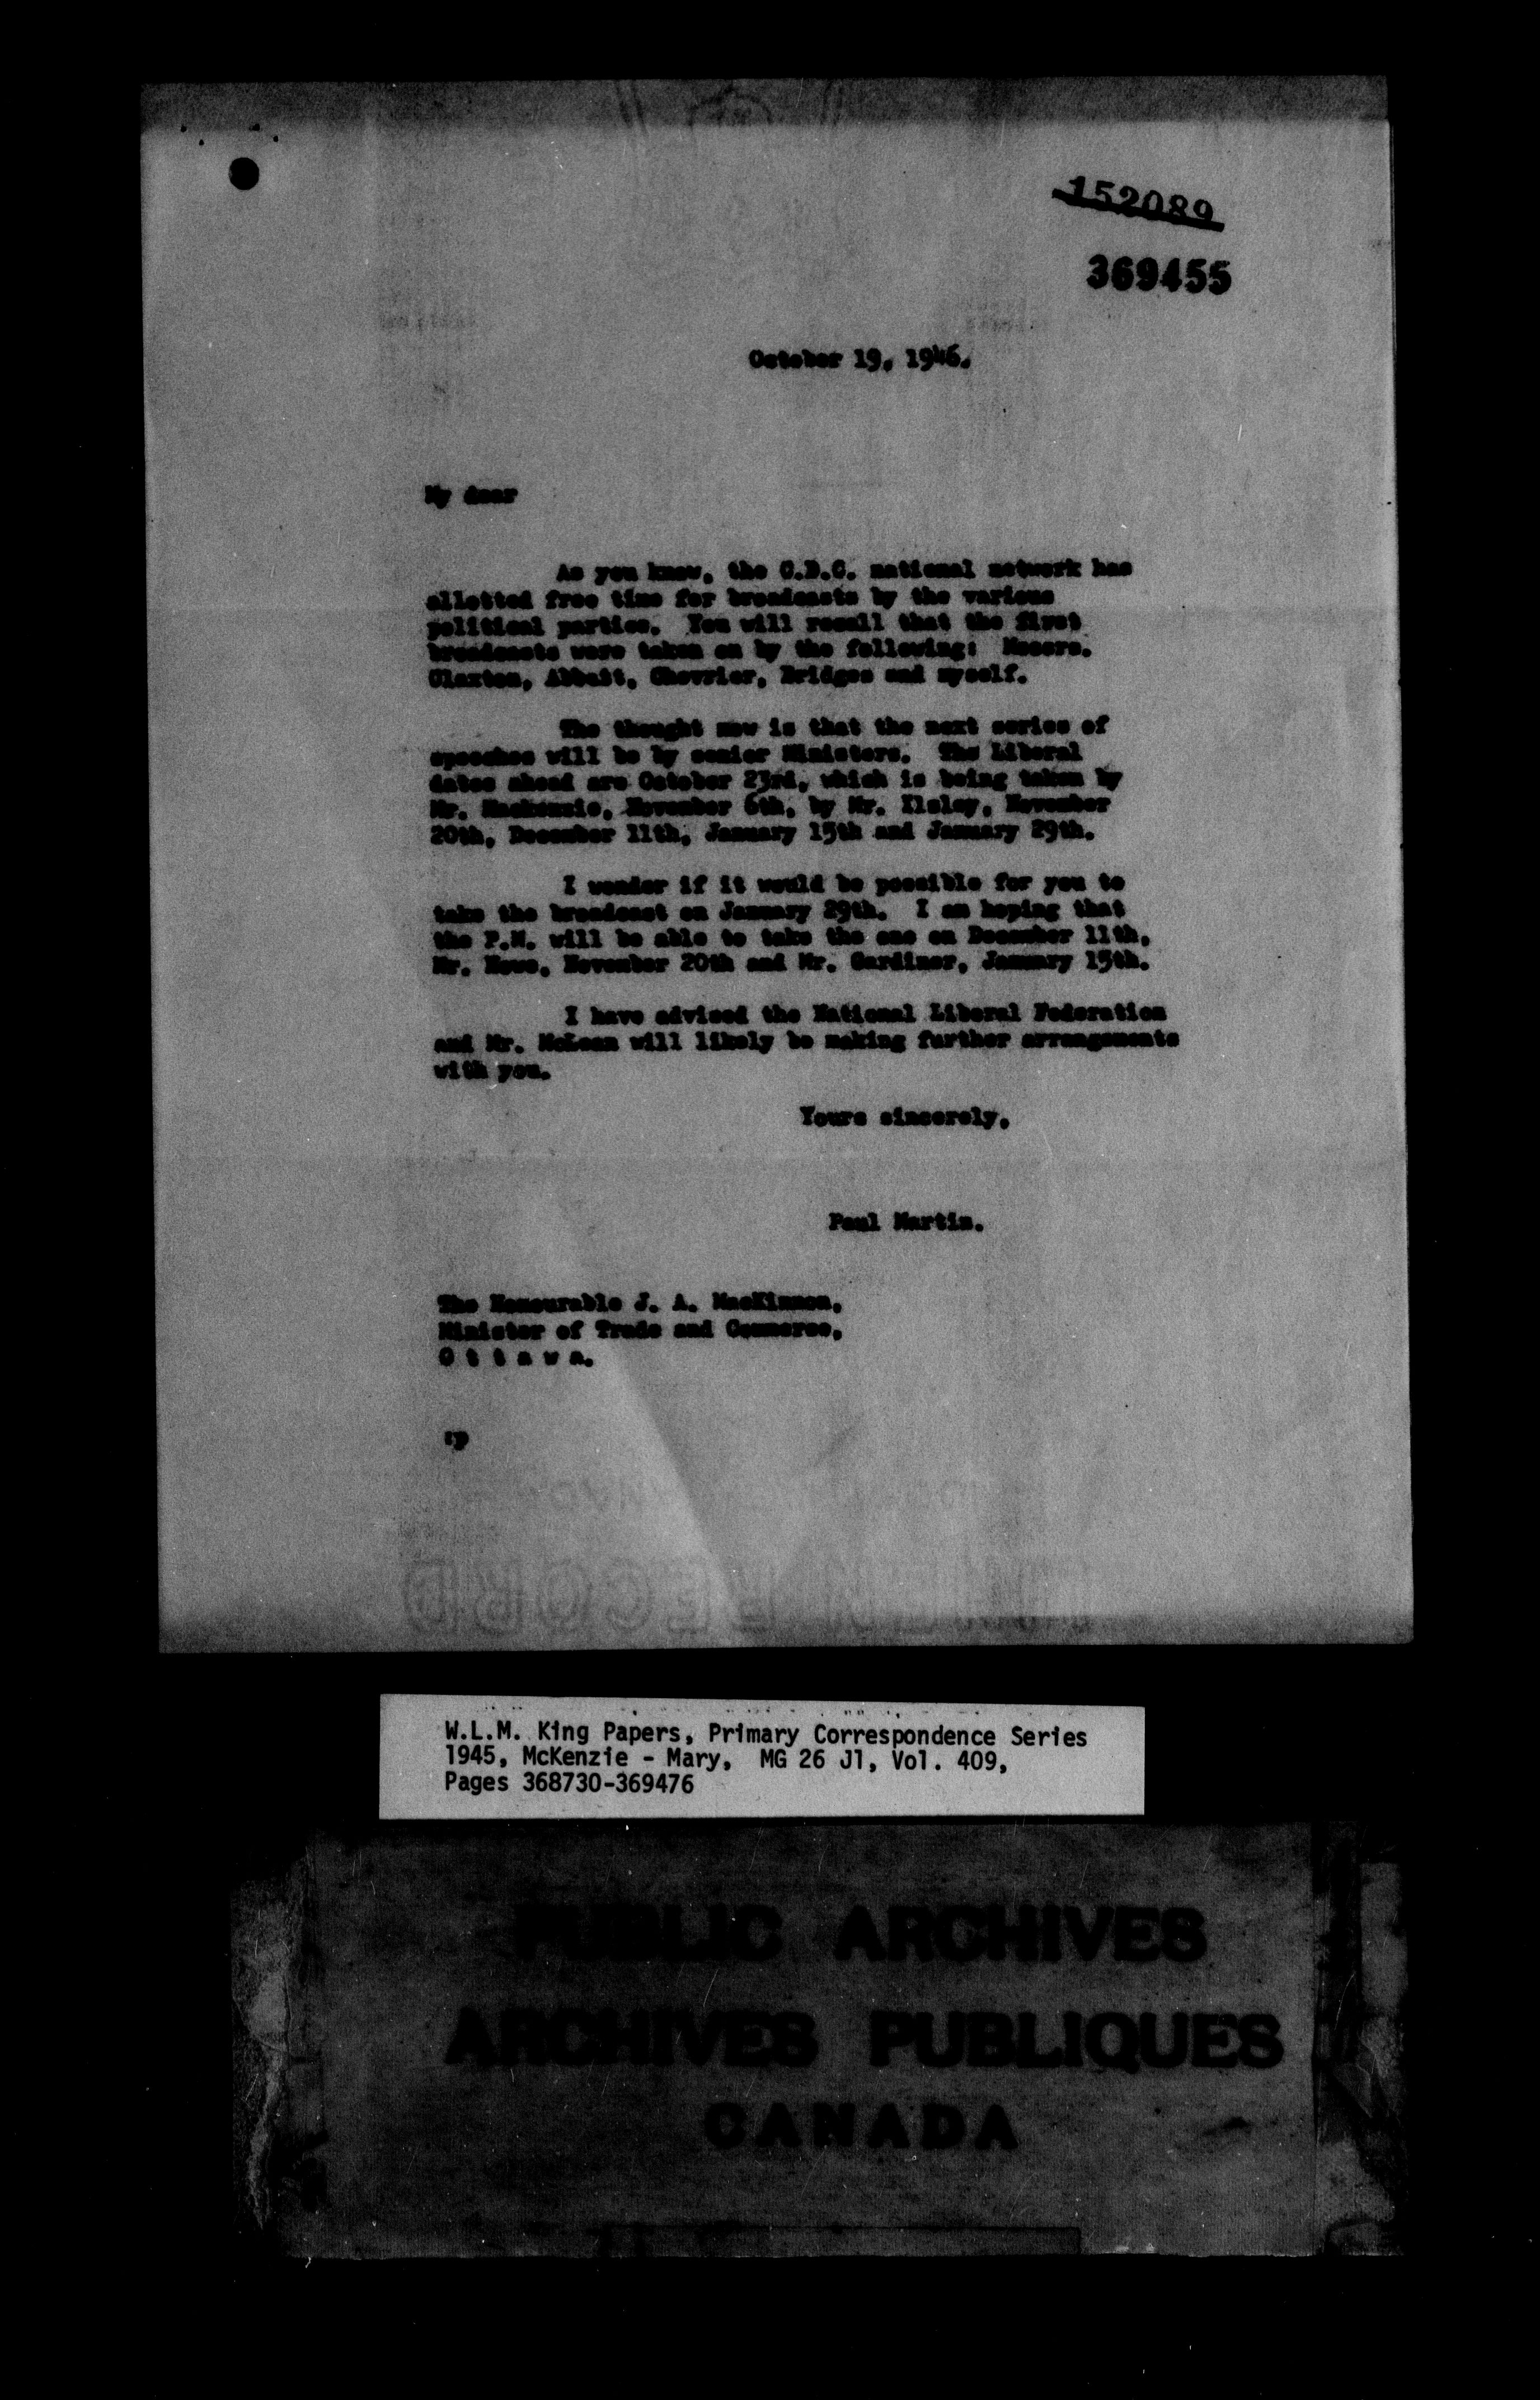 152089
369455
October 19, 1946.
My dear
As you know, the C.B.C. national network has
allotted free time for broadcasts by the various
political parties. You will recall that the first
broadcasts were taken on by the following: Messrs.
Claxton, Abbott, Chevrier, Bridges and myself.
The thought now is that the next series of
speeches will be by senior Ministers. The Liberal
dates ahead are October 23rd, which is being taken by
Mr. Mackenzie, November 6th, by Mr. Ilsley, November
20th, December 11th, January 15th and January 29th.
I wonder if it would be possible for you to
take the broadcast on January 29th. I am hoping that
the P.M. will be able to take the one on December 11th,
Mr. Howe, November 20th and Mr. Gardiner, January 15th.
I have advised the National Liberal Federation
and Mr. McLean will likely be making further arrangements
with you.
Yours sincerely,
Paul Martin.
The Honourable J. A. MacKinnon,
Minister of Trade and Commerce,
O t t a w a.
W.L.M. King Papers, Primary Correspondence Series
1945, McKenzie - Mary, MG 26 J1, Vol. 409,
Pages 368730-369476
PUBLIC ARCHIVES
ARCHIVES PUBLIQUES
CANADA